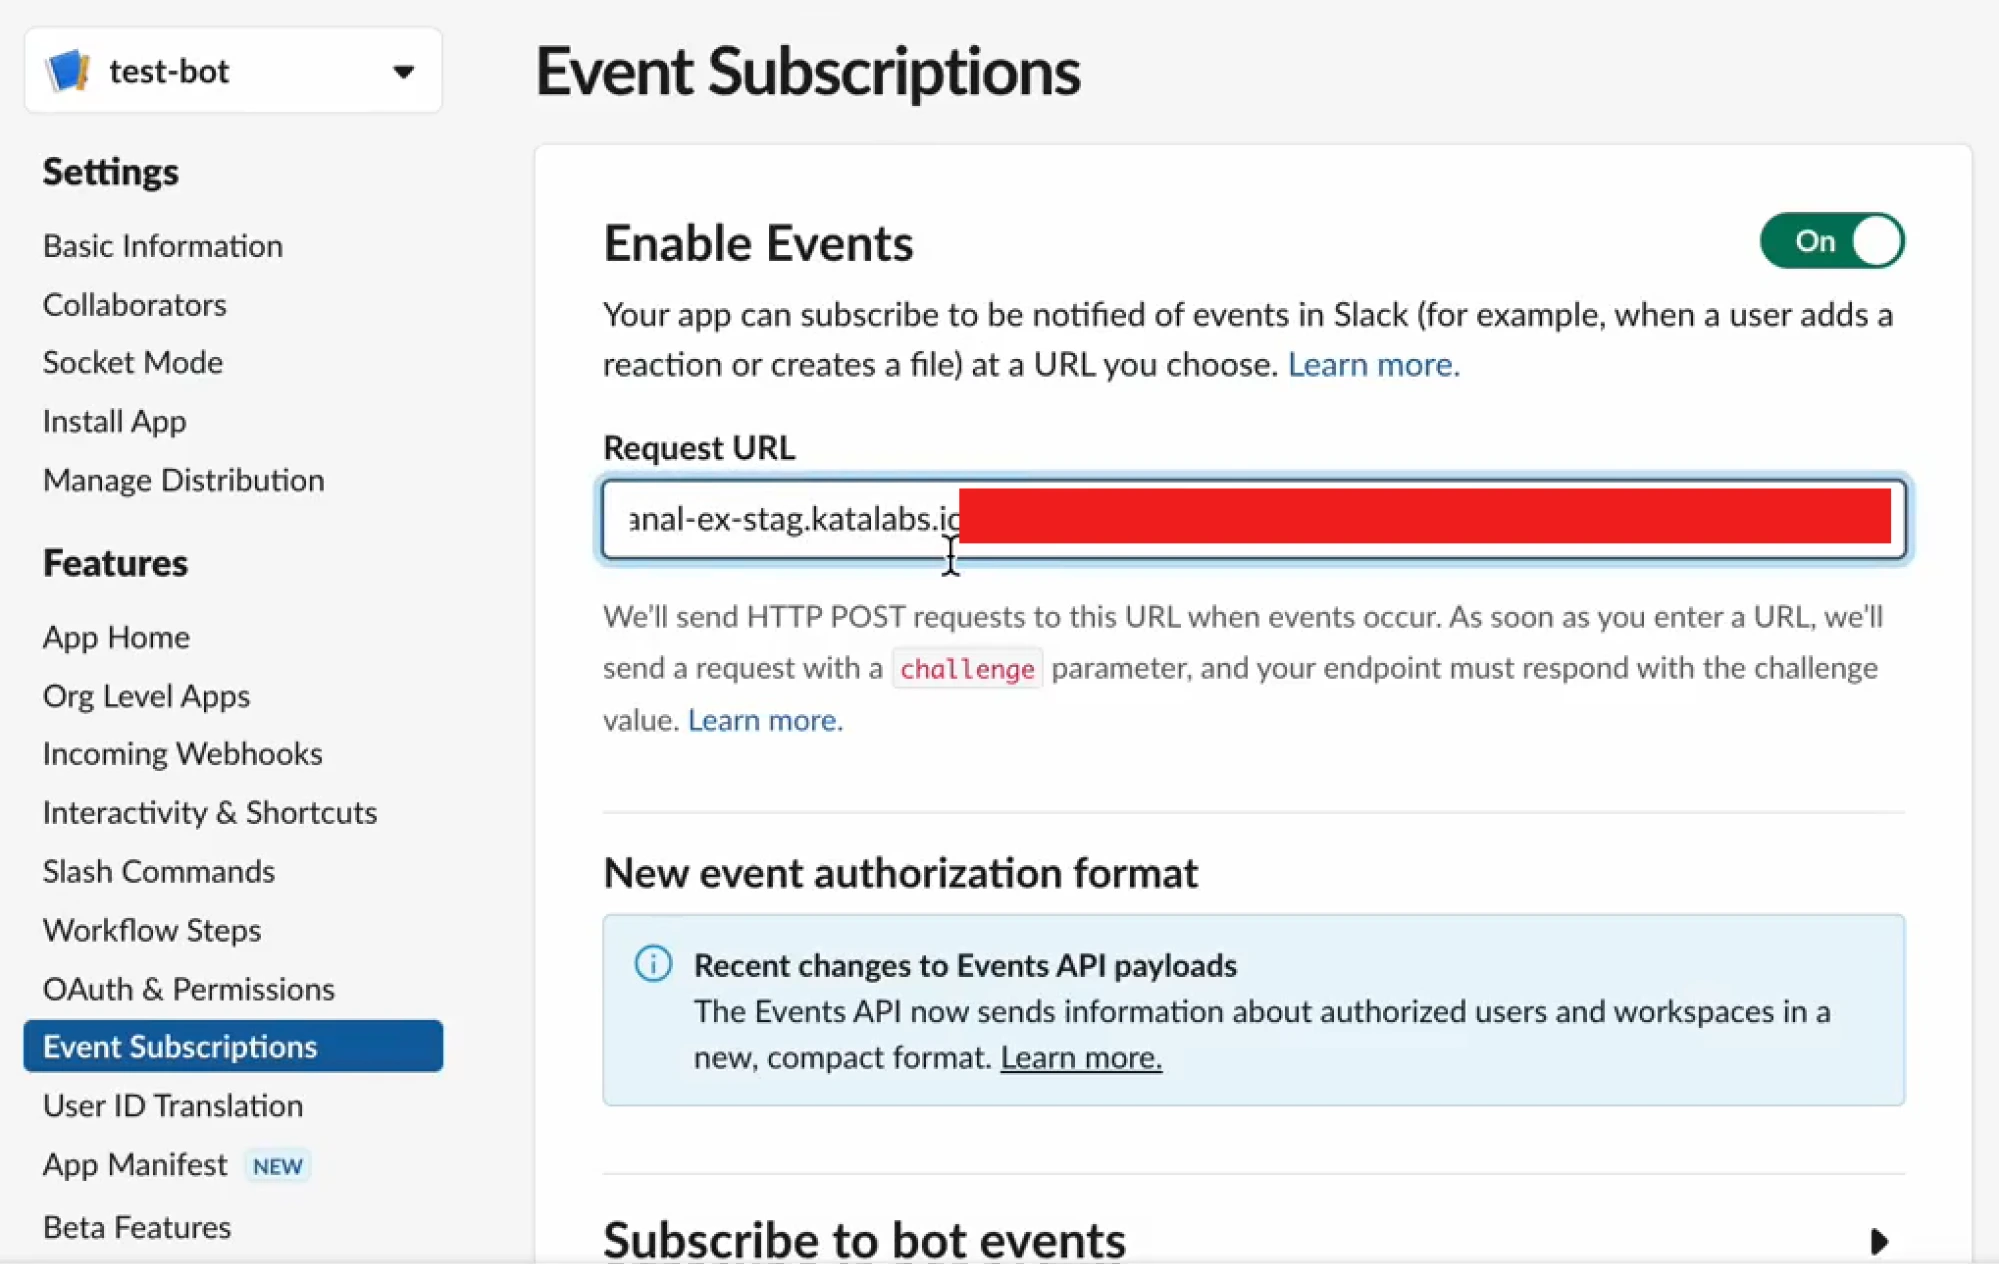 test-bot
Settings
Basic Information
Collaborators
Socket Mode
Install App
Manage Distribution
Features
App Home
Org Level Apps
Incoming Webhooks
Interactivity & Shortcuts
Slash Commands
Workflow Steps
OAuth & Permissions
Event Subscriptions
User ID Translation
App Manifest NEW
Beta Features
Event Subscriptions
Enable Events
On
Your app can subscribe to be notified of events in Slack (for example, when a user adds a
reaction or creates a file) at a URL you choose. Learn more.
Request URL
anal-ex-stag.katalabs.io
We'll send HTTP POST requests to this URL when events occur. As soon as you enter a URL, we'll
send a request with a challenge parameter, and your endpoint must respond with the challenge
value. Learn more.
New event authorization format
Recent changes to Events API payloads
The Events API now sends information about authorized users and workspaces in a
new, compact format. Learn more.
Subscribe to bot events